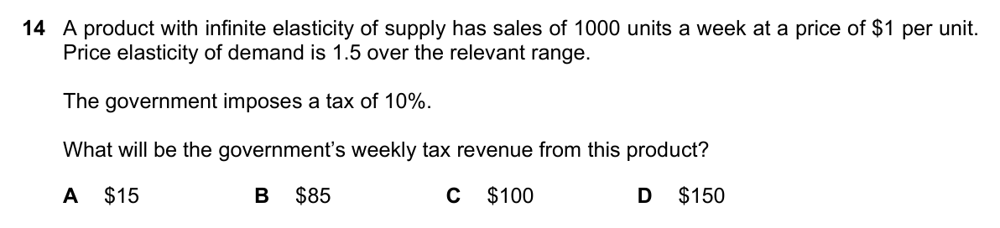 14 A product with infinite elasticity of supply has sales of 1000 units a week at a price of $1 per unit.
Price elasticity of demand is 1.5 over the relevant range.
The government imposes a tax of 10%.
What will be the government’s weekly tax revenue from this product?
A $15 B $85 C $100 D $150